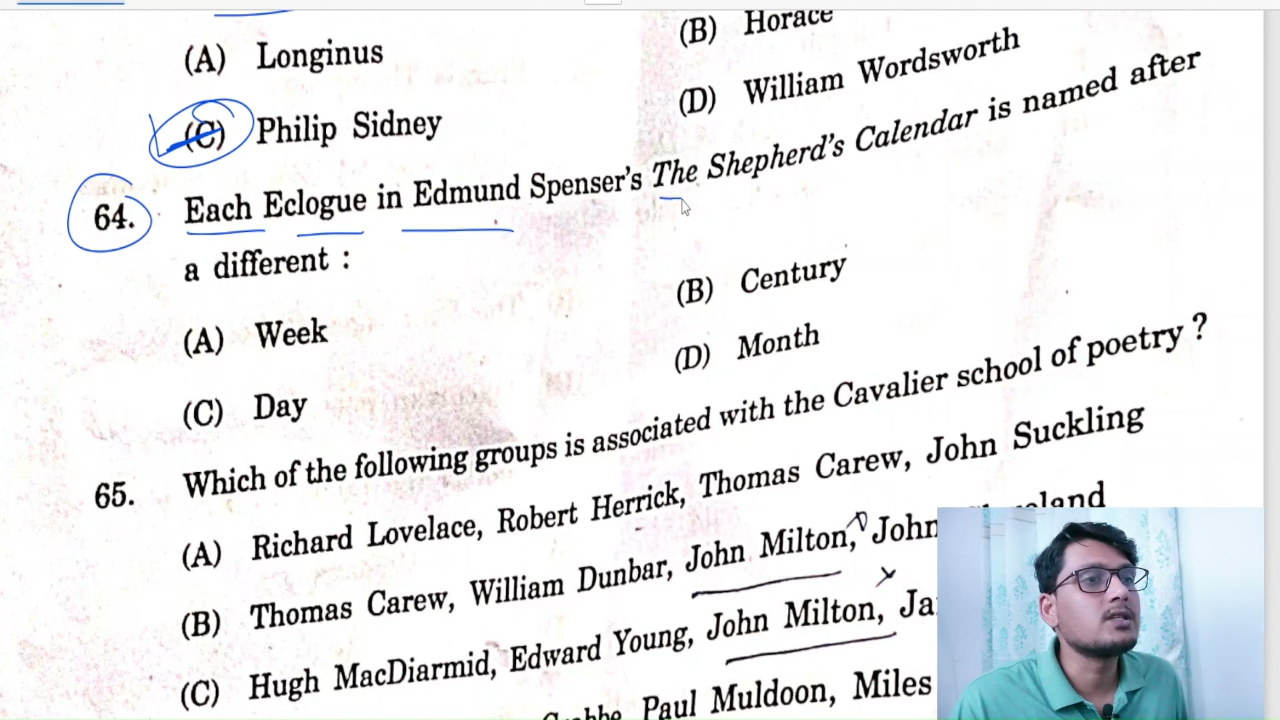 (A) Longinus
(B) Horace
(C) Philip Sidney
(D) William Wordsworth
64. Each Eclogue in Edmund Spenser's The Shepherd's Calendar is named after
a different :
(A) Week
(B) Century
(C) Day
(D) Month
65. Which of the following groups is associated with the Cavalier school of poetry ?
(A) Richard Lovelace, Robert Herrick, Thomas Carew, John Suckling
(B) Thomas Carew, William Dunbar, John Milton, John
(C) Hugh MacDiarmid, Edward Young, John Milton,
Paul Muldoon, Miles